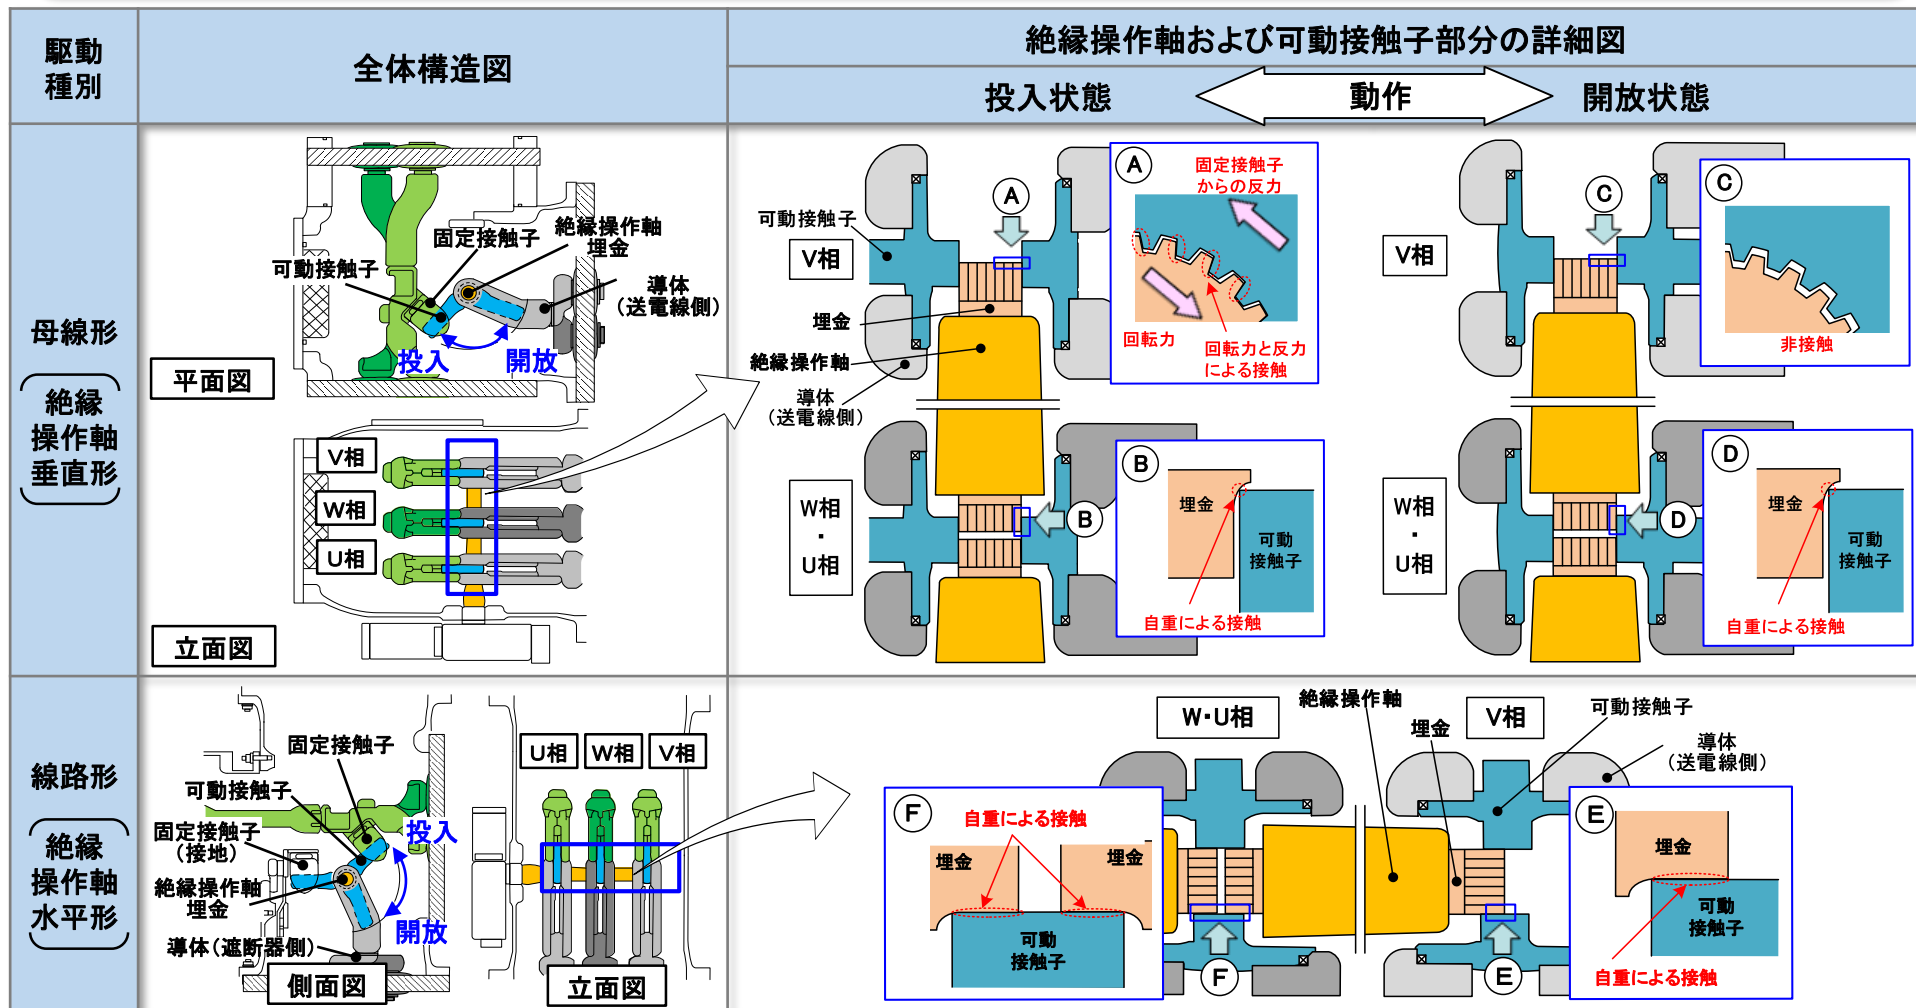 駆動
種別
全体構造図
絶縁操作軸および可動接触子部分の詳細図
投入状態
動作
開放状態
母線形
絶縁
操作軸
垂直形
固定接触子
絶縁操作軸
埋金
可動接触子
導体
(送電線側)
投入
開放
平面図
V相
W相
U相
立面図
可動接触子
V相
埋金
絶縁操作軸
導体
(送電線側)
W相
・
U相
A
A
固定接触子
からの反力
回転力
回転力と反力
による接触
B
B
埋金
可動
接触子
自重による接触
V相
W相
・
U相
C
C
非接触
D
D
埋金
可動
接触子
自重による接触
線路形
絶縁
操作軸
水平形
固定接触子
可動接触子
固定接触子
(接地)
絶縁操作軸
埋金
導体(遮断器側)
投入
開放
側面図
U相
W相
V相
立面図
W・U相
絶縁操作軸
埋金
V相
可動接触子
導体
(送電線側)
F
自重による接触
埋金
埋金
可動
接触子
F
E
E
埋金
可動
接触子
自重による接触